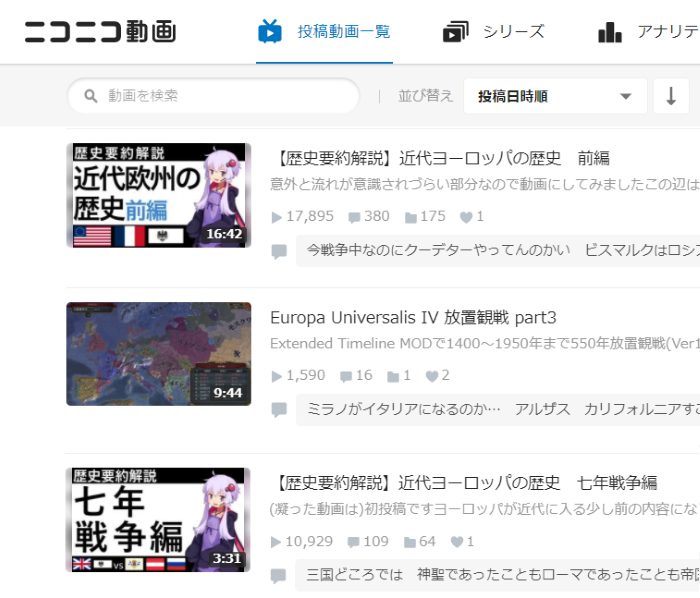 ニコニコ動画
投稿動画一覧
シリーズ
アナリテ
動画を検索
並び替え
投稿日時順
歴史要約解説
近代欧州の
歴史前編
16:42
【歴史要約解説】近代ヨーロッパの歴史　前編
意外と流れが意識されづらい部分なので動画にしてみましたこの辺は
17,895 380 175 1
今戦争中なのにクーデターやってんのかい　ビスマルクはロシ
9:44
Europa Universalis IV 放置観戦 part3
Extended Timeline MODで1400～1950年まで550年放置観戦(Ver1
1,590 16 1 2
ミラノがイタリアになるのか…　アルザス　カリフォルニアすご
歴史要約解説
七年
戦争編
VS
3:31
【歴史要約解説】近代ヨーロッパの歴史　七年戦争編
(凝った動画は)初投稿ですヨーロッパが近代に入る少し前の内容にな
10,929 109 64 1
三国どころでは　神聖であったこともローマであったことも帝国